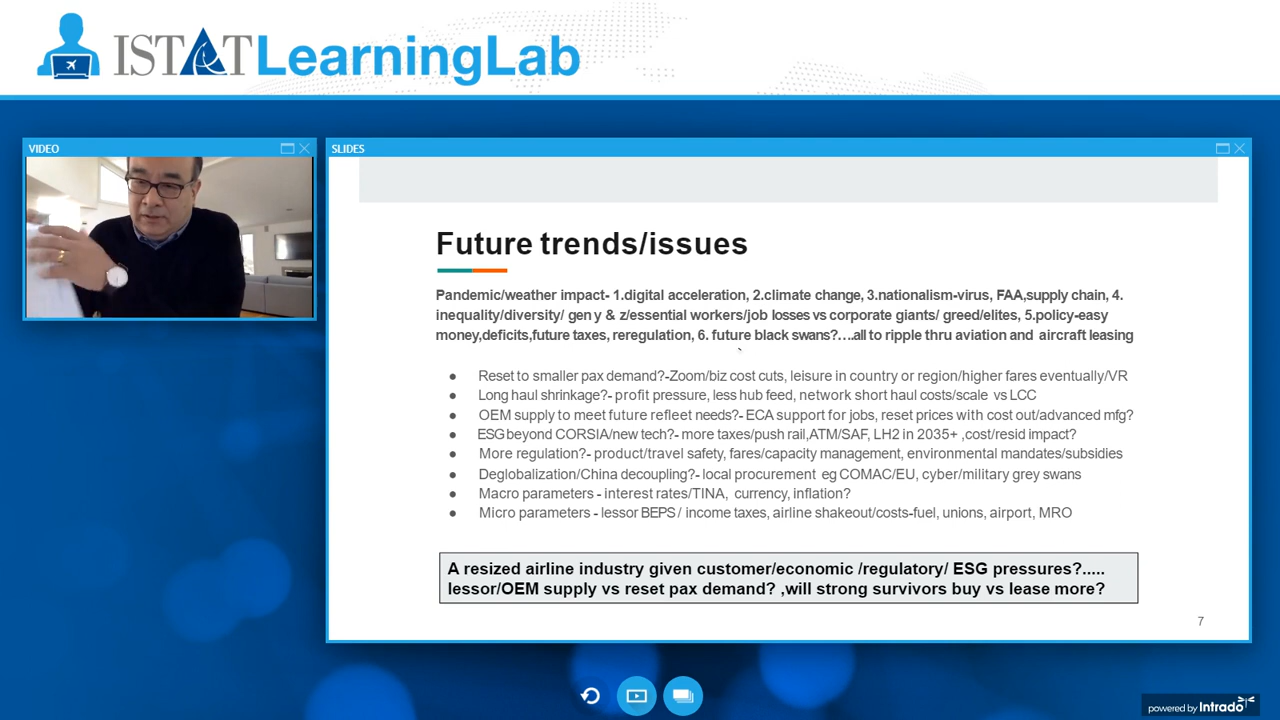 ISTAT LearningLab
VIDEO
SLIDES
Future trends/issues
Pandemic/weather impact- 1.digital acceleration, 2.climate change, 3.nationalism-virus, FAA,supply chain, 4.
inequality/diversity/ gen y & z/essential workers/job losses vs corporate giants/ greed/elites, 5.policy-easy
money,deficits,future taxes, reregulation, 6. future black swans?….all to ripple thru aviation and aircraft leasing
`
● Reset to smaller pax demand?-Zoom/biz cost cuts, leisure in country or region/higher fares eventually/VR
● Long haul shrinkage?- profit pressure, less hub feed, network short haul costs/scale vs LCC
● OEM supply to meet future refleet needs?- ECA support for jobs, reset prices with cost out/advanced mfg?
● ESG beyond CORSIA/new tech?- more taxes/push rail,ATM/SAF, LH2 in 2035+ ,cost/resid impact?
● More regulation?- product/travel safety, fares/capacity management, environmental mandates/subsidies
● Deglobalization/China decoupling?- local procurement eg COMAC/EU, cyber/military grey swans
● Macro parameters - interest rates/TINA, currency, inflation?
● Micro parameters - lessor BEPS / income taxes, airline shakeout/costs-fuel, unions, airport, MRO
A resized airline industry given customer/economic /regulatory/ ESG pressures?.....
lessor/OEM supply vs reset pax demand? ,will strong survivors buy vs lease more?
7
powered by Intrado